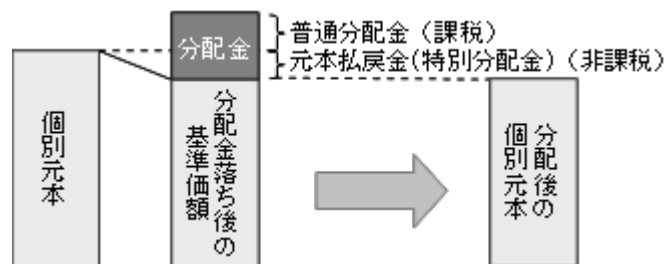 分配金
普通分配金（課税）
元本払戻金(特別分配金)（非課税）
個別元本
分配金落ち後の
基準価額
分配後の
個別元本